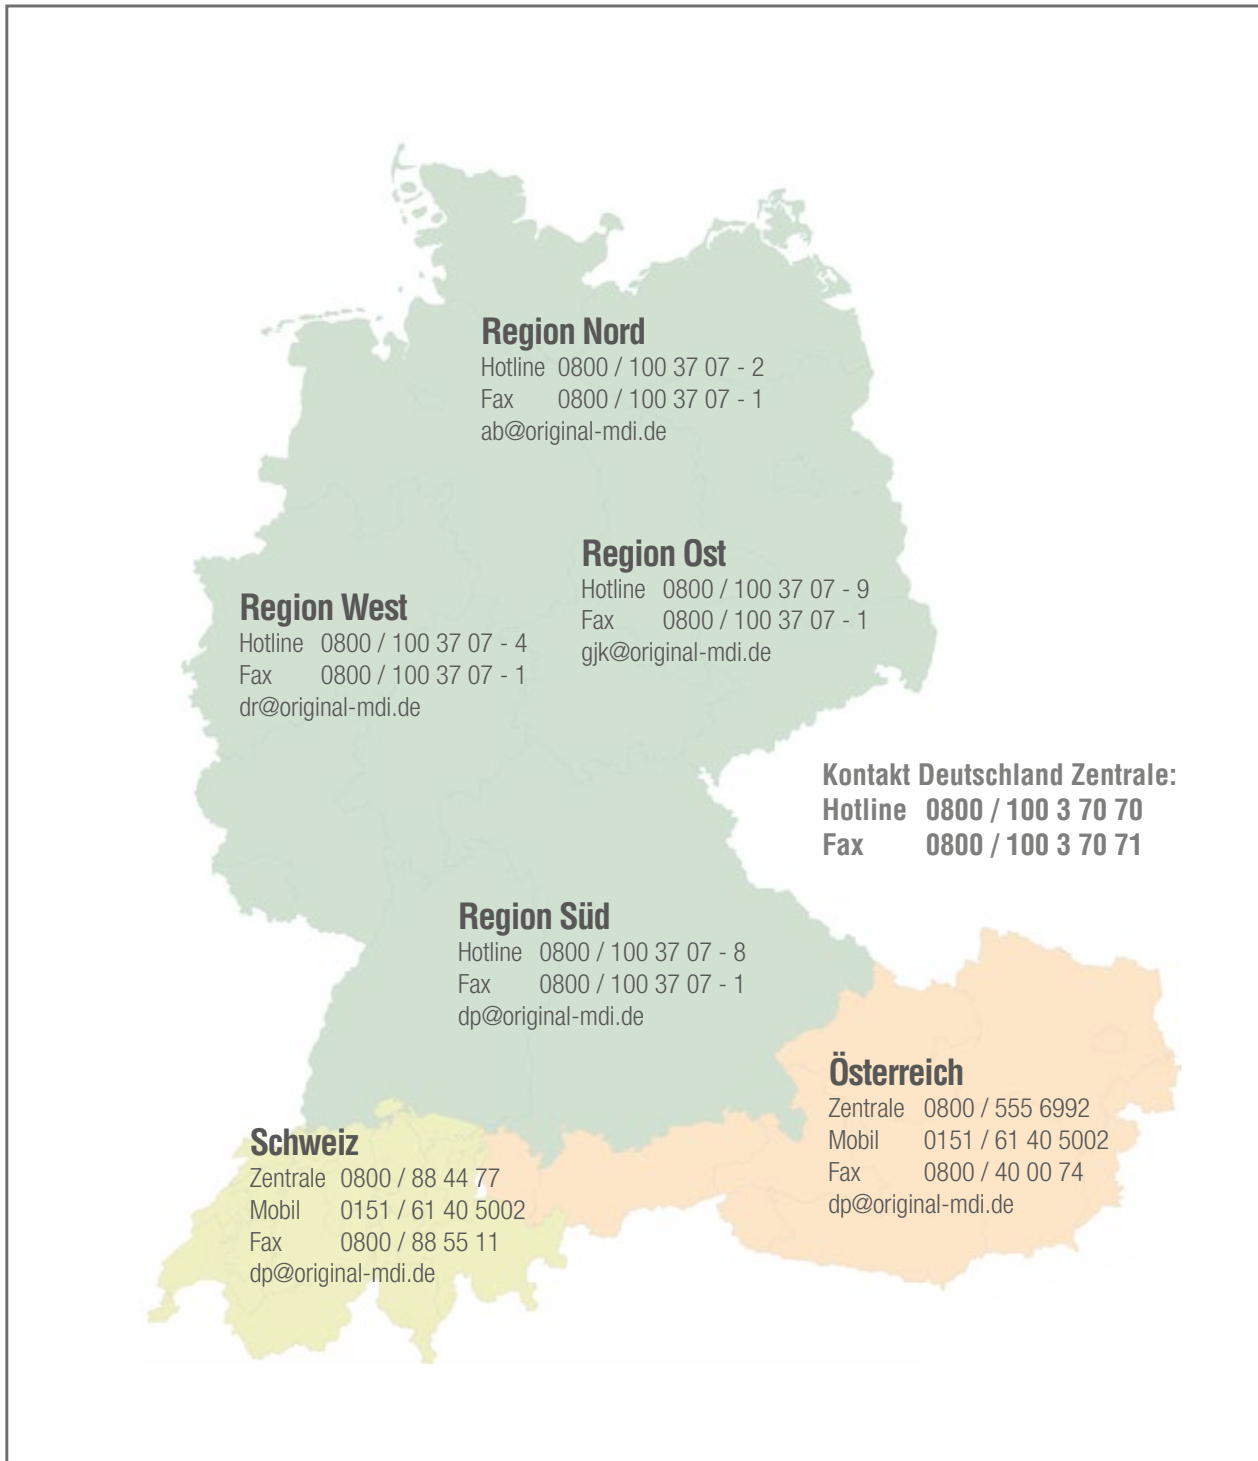 Region Nord
Hotline 0800 / 100 37 07 - 2
Fax 0800 / 100 37 07 - 1
ab@original-mdi.de
Region Ost
Hotline 0800 / 100 37 07 - 9
Fax 0800 / 100 37 07 - 1
gjk@original-mdi.de
Region West
Hotline 0800 / 100 37 07 - 4
Fax 0800 / 100 37 07 - 1
dr@original-mdi.de
Kontakt Deutschland Zentrale:
Hotline 0800 / 100 3 70 70
Fax 0800 / 100 3 70 71
Region Süd
Hotline 0800 / 100 37 07 - 8
Fax 0800 / 100 37 07 - 1
dp@original-mdi.de
Österreich
Zentrale 0800 / 555 6992
Mobil 0151 / 61 40 5002
Fax 0800 / 40 00 74
dp@original-mdi.de
Schweiz
Zentrale 0800 / 88 44 77
Mobil 0151 / 61 40 5002
Fax 0800 / 88 55 11
dp@original-mdi.de